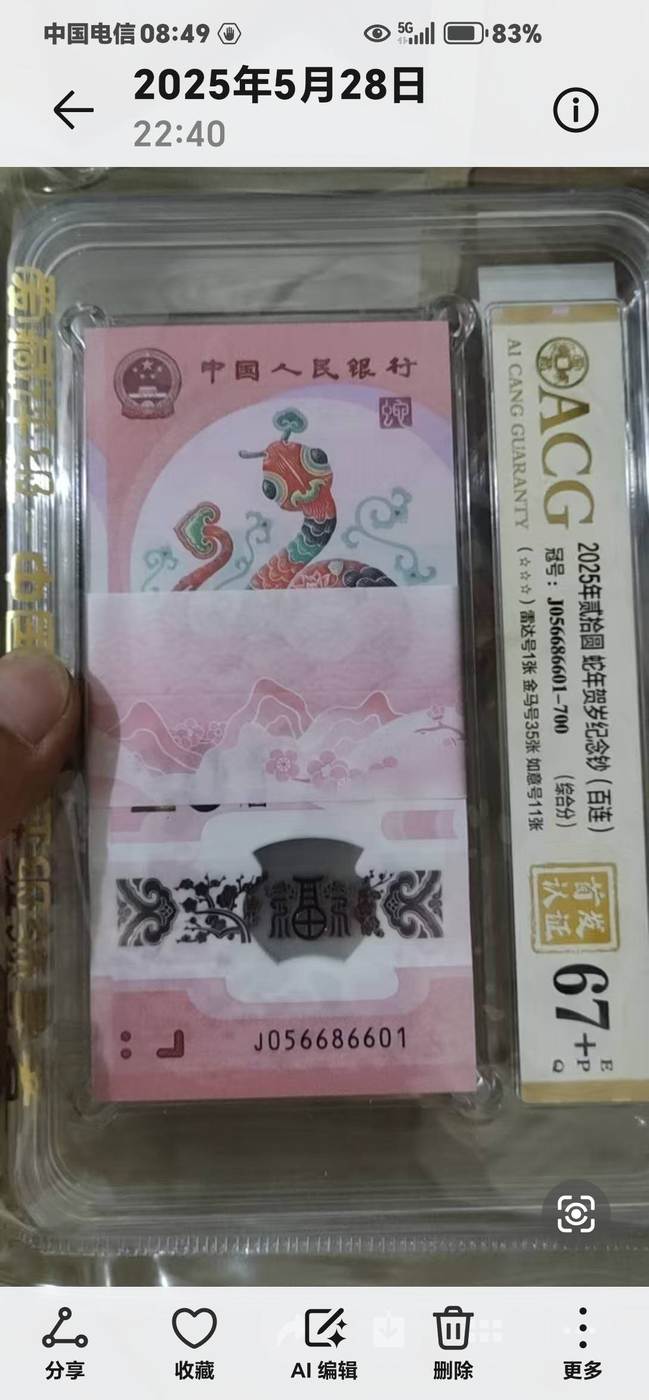 中国电信 08:49
5G
83%
2025年5月28日
22:40
中国人民银行
蛇
J056686601
ACG
AI CANG GUARANTY
2025年贰拾圆 蛇年贺岁纪念钞（百连）
冠号：J056686601-700 （综合分）
（☆☆☆）雷达号1张 金马号35张 如意号11张
首发
认证
67+
E
P
Q
分享
收藏
AI 编辑
删除
更多